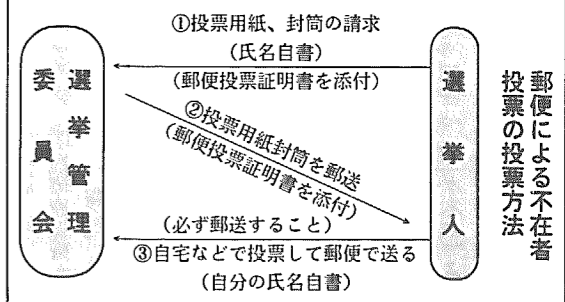 郵便による不在者
投票の投票方法
選挙人
選挙管理
委員会
①投票用紙、封筒の請求
(氏名自書)
(郵便投票証明書を添付)
②投票用紙封筒を郵送
(郵便投票証明書を添付)
(必ず郵送すること)
③自宅などで投票して郵便で送る
(自分の氏名自書)